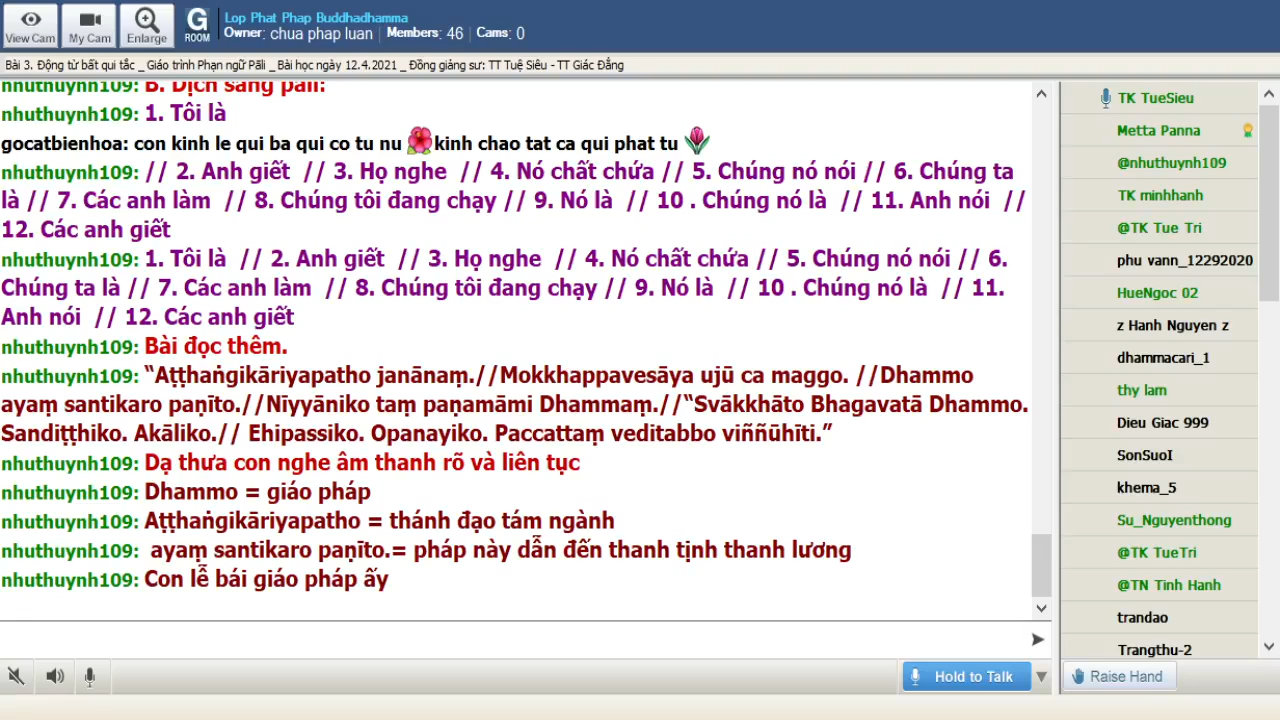 View Cam
My Cam
Enlarge
G
ROOM
Lop Phat Phap Buddhadhamma
Owner: chua phap luan | Members: 46 | Cams: 0
Bài 3. Động từ bất qui tắc _ Giáo trình Phạn ngữ Pāli _Bài học ngày 12.4.2021 _ Đồng giảng sư: TT Tuệ Siêu - TT Giác Đẳng
nhuthuynh109: B. Dịch sang pali:
nhuthuynh109: 1. Tôi là
gocatbienhoa: con kinh le qui ba qui co tu nu kinh chao tat ca qui phat tu
nhuthuynh109: // 2. Anh giết // 3. Họ nghe // 4. Nó chất chứa // 5. Chúng nó nói // 6. Chúng ta
là // 7. Các anh làm // 8. Chúng tôi đang chạy // 9. Nó là // 10 . Chúng nó là // 11. Anh nói //
12. Các anh giết
nhuthuynh109: 1. Tôi là // 2. Anh giết // 3. Họ nghe // 4. Nó chất chứa // 5. Chúng nó nói // 6.
Chúng ta là // 7. Các anh làm // 8. Chúng tôi đang chạy // 9. Nó là // 10 . Chúng nó là // 11.
Anh nói // 12. Các anh giết
nhuthuynh109: Bài đọc thêm.
nhuthuynh109: “Aṭṭhaṅgikāriyapatho janānaṃ.//Mokkhappavesāya ujū ca maggo. //Dhammo
ayaṃ santikaro paṇīto.//Nīyyāniko taṃ paṇamāmi Dhammaṃ.//“Svākkhāto Bhagavatā Dhammo.
Sandiṭṭhiko. Akāliko.// Ehipassiko. Opanayiko. Paccattaṃ veditabbo viññūhīti.”
nhuthuynh109: Dạ thưa con nghe âm thanh rõ và liên tục
nhuthuynh109: Dhammo = giáo pháp
nhuthuynh109: Aṭṭhaṅgikāriyapatho = thánh đạo tám ngành
nhuthuynh109: ayaṃ santikaro paṇīto.= pháp này dẫn đến thanh tịnh thanh lương
nhuthuynh109: Con lễ bái giáo pháp ấy
TK TueSieu
Metta Panna
@nhuthuynh109
TK minhhanh
@TK Tue Tri
phu vann_12292020
HueNgoc 02
z Hanh Nguyen z
dhammacari_1
thy lam
Dieu Giac 999
SonSuoI
khema_5
Su_Nguyenthong
@TK TueTri
@TN Tinh Hanh
trandao
Trangthu-2
Hold to Talk
Raise Hand